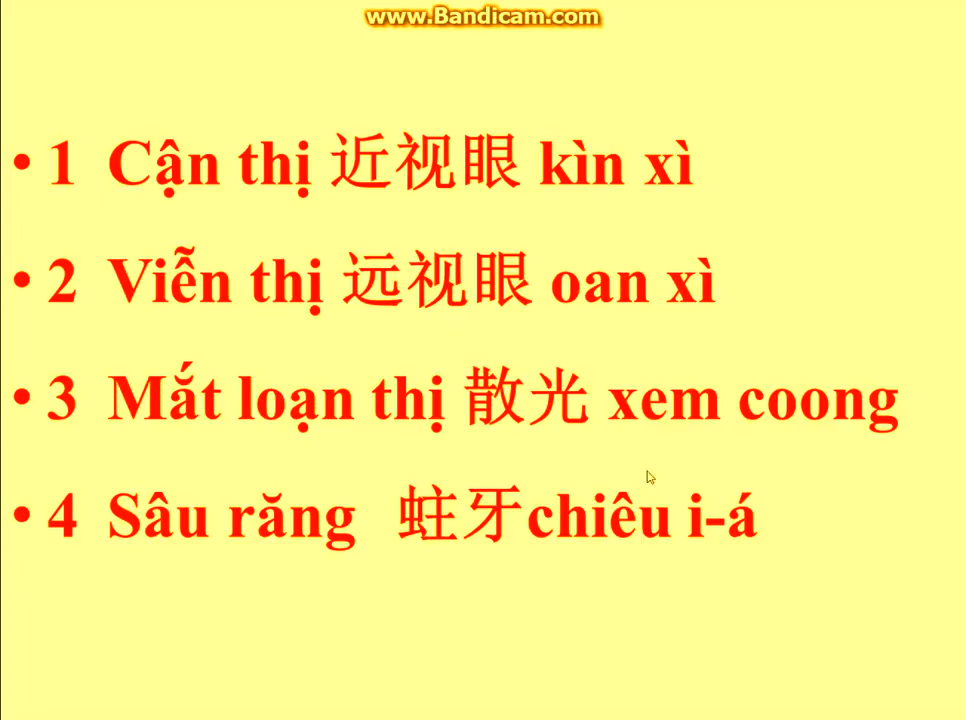 www.Bandicam.com
• 1 Cận thị 近视眼 kìn xì
• 2 Viễn thị 远视眼 oan xì
• 3 Mắt loạn thị 散光 xem coong
• 4 Sâu răng 蛀牙chiêu i-á